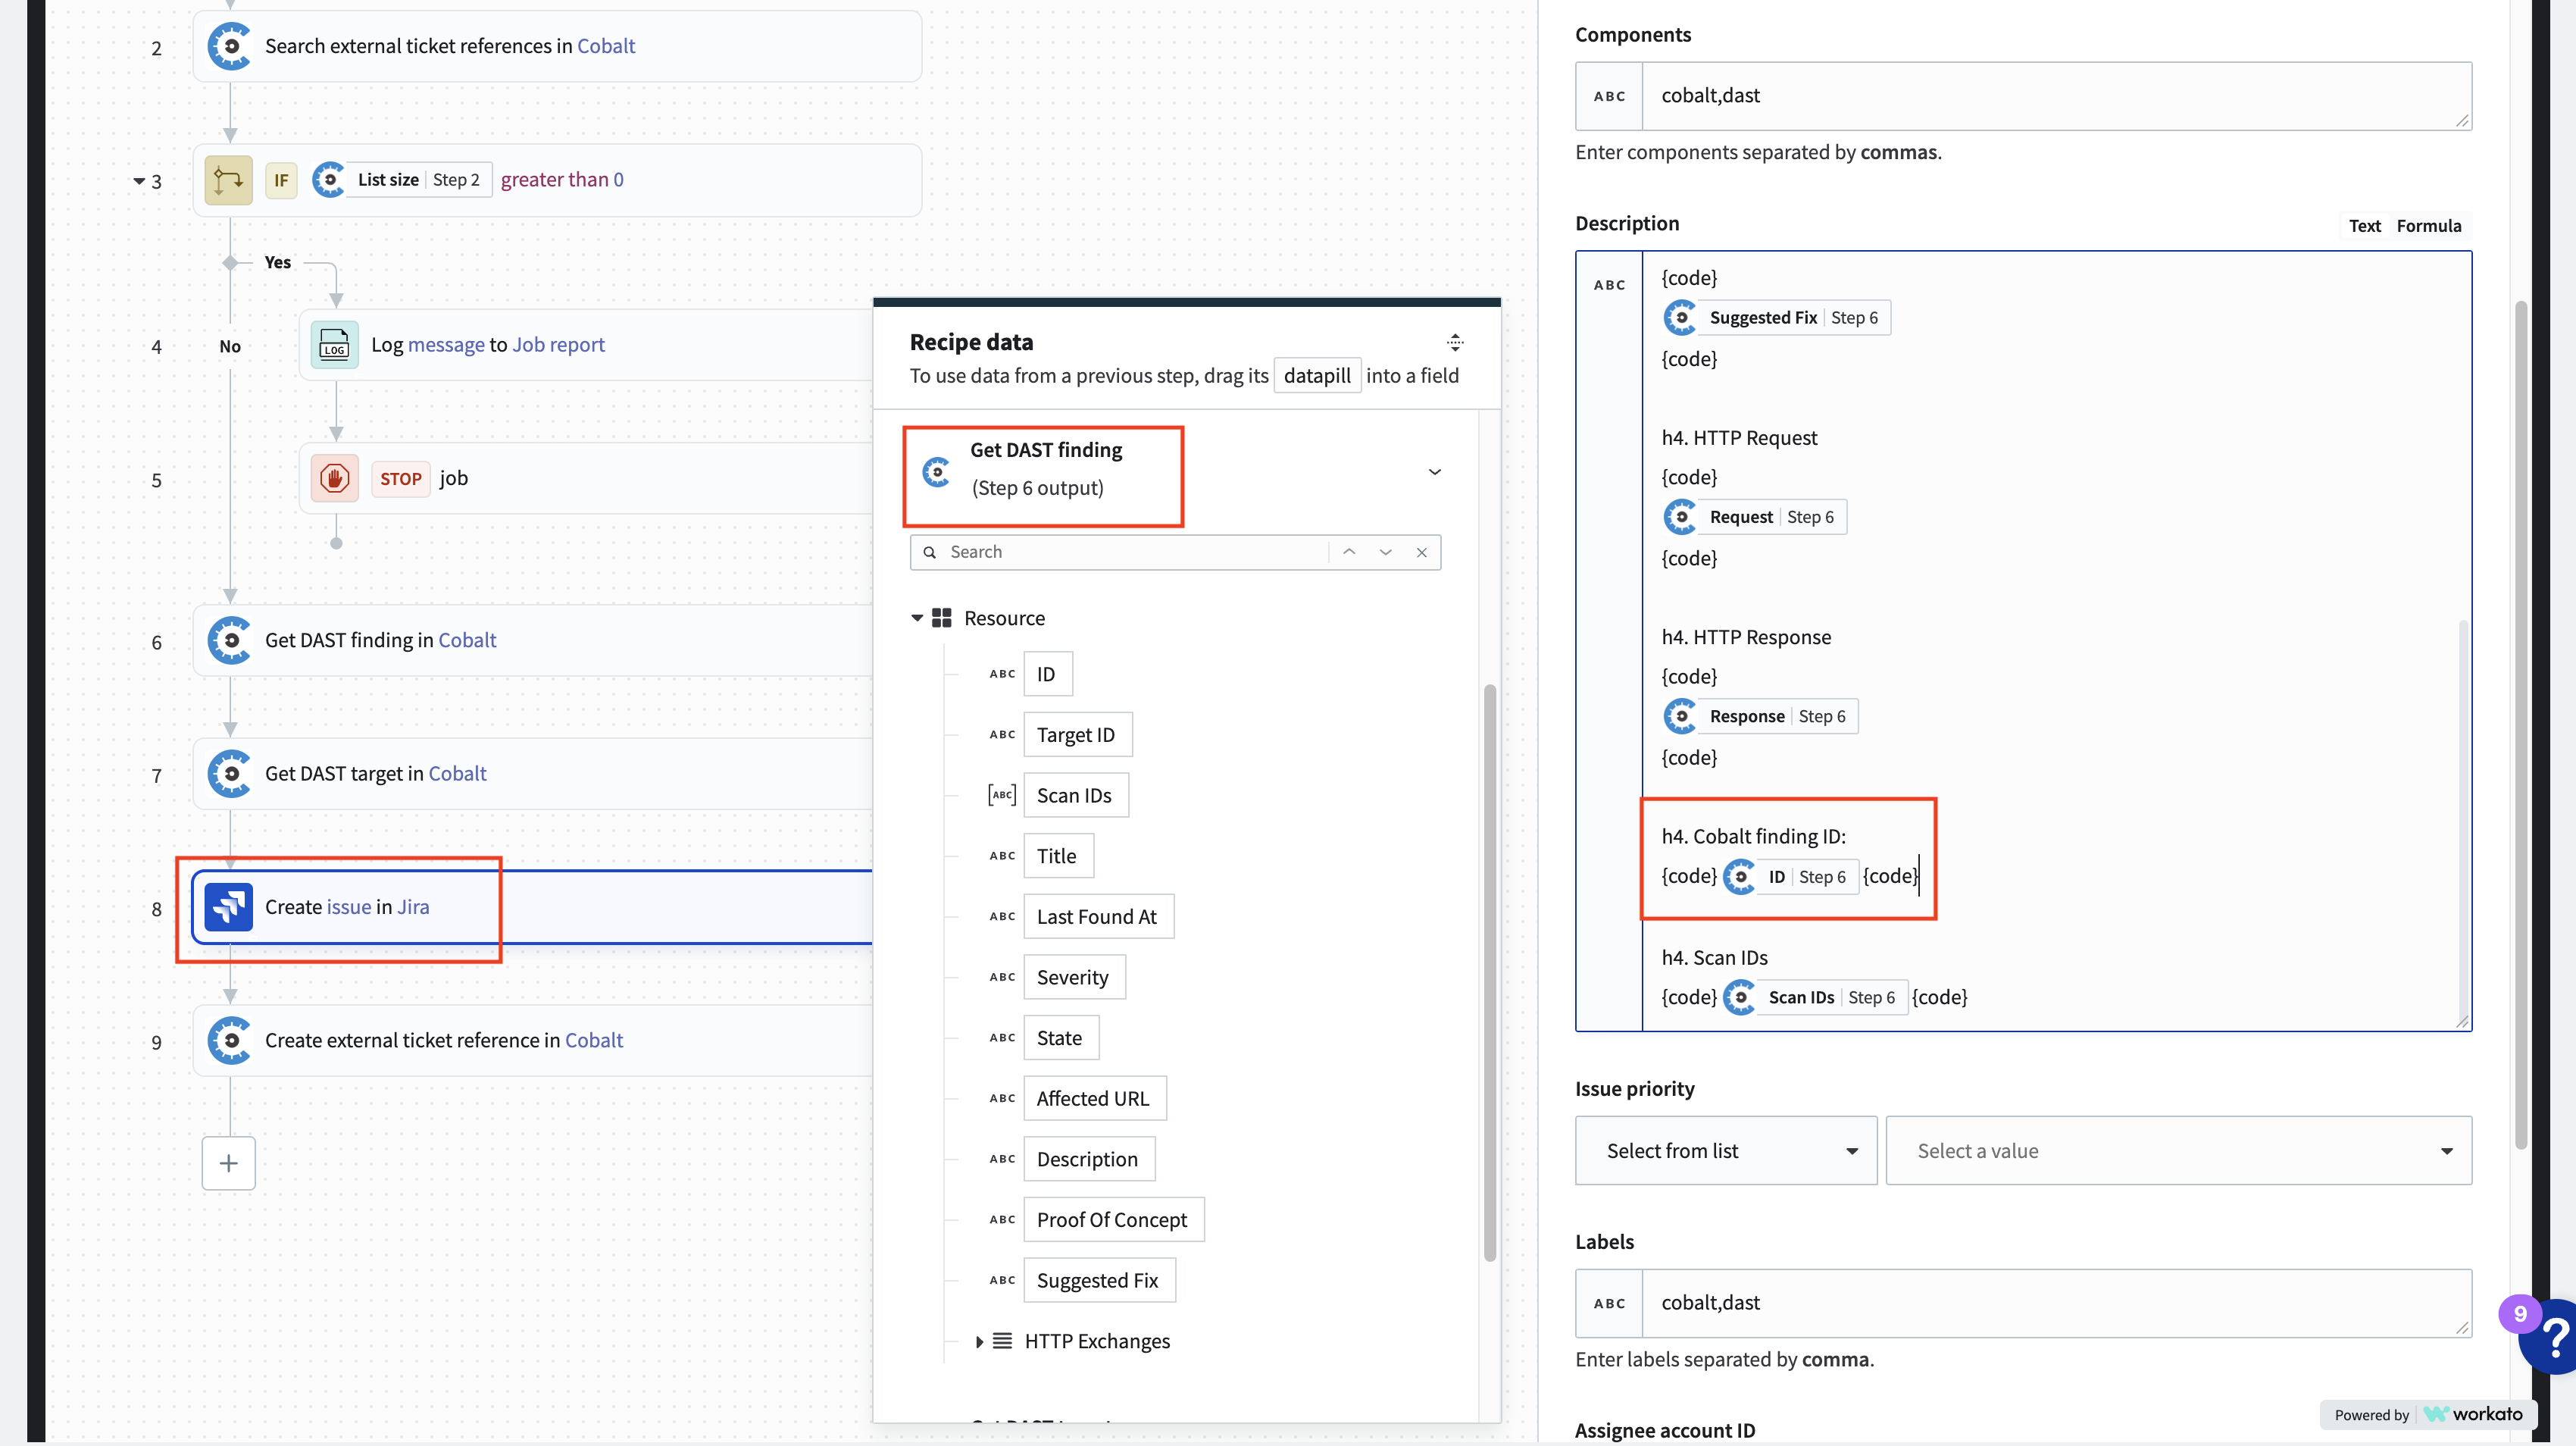 2
Search external ticket references in Cobalt
3
IF
List size
Step 2
greater than 0
Yes
No
4
LOG
Log message to Job report
5
STOP
job
6
Get DAST finding in Cobalt
7
Get DAST target in Cobalt
8
Create issue in Jira
9
Create external ticket reference in Cobalt
+
Recipe data
To use data from a previous step, drag its datapill into a field
Get DAST finding
(Step 6 output)
Search
Resource
ABC ID
ABC Target ID
[ABC] Scan IDs
ABC Title
ABC Last Found At
ABC Severity
ABC State
ABC Affected URL
ABC Description
ABC Proof Of Concept
ABC Suggested Fix
HTTP Exchanges
Components
ABC
cobalt,dast
Enter components separated by commas.
Description
Text Formula
ABC
{code}
Suggested Fix Step 6
{code}
h4. HTTP Request
{code}
Request Step 6
{code}
h4. HTTP Response
{code}
Response Step 6
{code}
h4. Cobalt finding ID:
{code} ID Step 6 {code}
h4. Scan IDs
{code} Scan IDs Step 6 {code}
Issue priority
Select from list
Select a value
Labels
ABC
cobalt,dast
Enter labels separated by comma.
Assignee account ID
9
?
Powered by workato